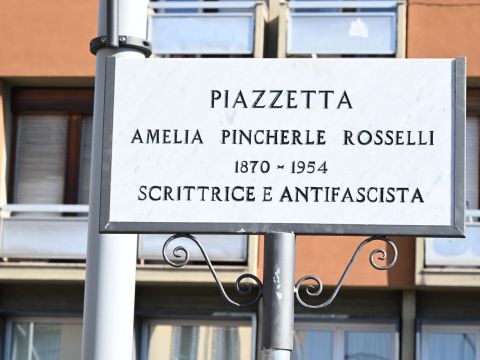 PIAZZETTA
AMELIA PINCHERLE ROSSELLI
1870 - 1954
SCRITTRICE E ANTIFASCISTA